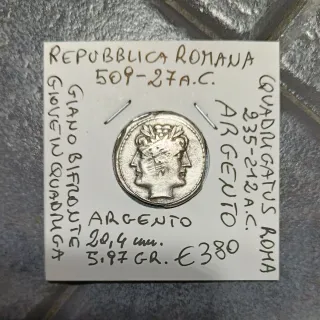 REPUBBLICA ROMANA
509-27 A.C.
QUADRIGATUS ROMA
235-212 A.C.
ARGENTO
GIANO BIFRONTE
GIOVE IN QUADRIGA
ARGENTO
20,4 mm.
5.97 GR.
€380